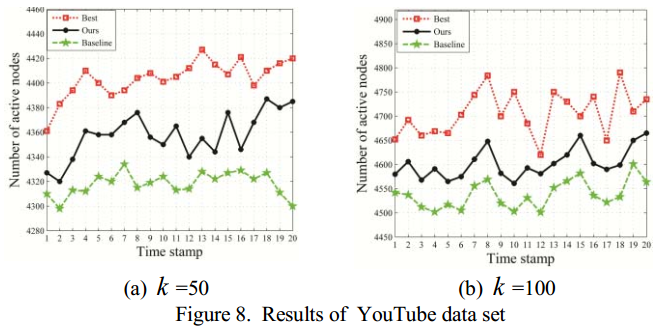 4460
4440
4420
4400
4380
4360
4340
4320
4300
4280
Number of active nodes
Best
Ours
Baseline
1 2 3 4 5 6 7 8 9 10 11 12 13 14 15 16 17 18 19 20
Time stamp
(a) k =50
4900
4850
4800
4750
4700
4650
4600
4550
4500
4450
Number of active nodes
Best
Ours
Baseline
1 2 3 4 5 6 7 8 9 10 11 12 13 14 15 16 17 18 19 20
Time stamp
(b) k =100
Figure 8. Results of YouTube data set